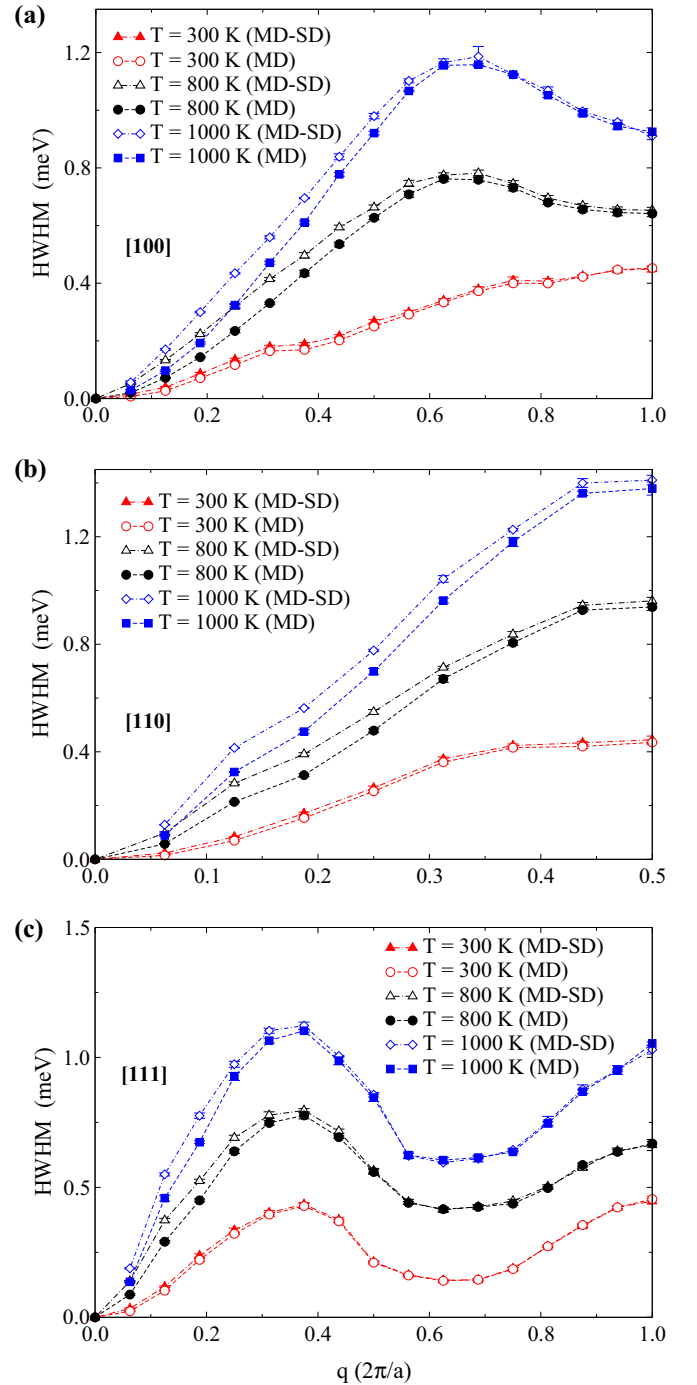 (a)
T = 300 K (MD-SD)
T = 300 K (MD)
T = 800 K (MD-SD)
T = 800 K (MD)
T = 1000 K (MD-SD)
T = 1000 K (MD)
1.2
0.8
0.4
0.0
HWHM (meV)
[100]
0.0 0.2 0.4 0.6 0.8 1.0
(b)
T = 300 K (MD-SD)
T = 300 K (MD)
T = 800 K (MD-SD)
T = 800 K (MD)
T = 1000 K (MD-SD)
T = 1000 K (MD)
1.2
0.8
0.4
0.0
HWHM (meV)
[110]
0.0 0.1 0.2 0.3 0.4 0.5
(c)
T = 300 K (MD-SD)
T = 300 K (MD)
T = 800 K (MD-SD)
T = 800 K (MD)
T = 1000 K (MD-SD)
T = 1000 K (MD)
1.5
1.0
0.5
0.0
HWHM (meV)
[111]
0.0 0.2 0.4 0.6 0.8 1.0
q (2π/a)